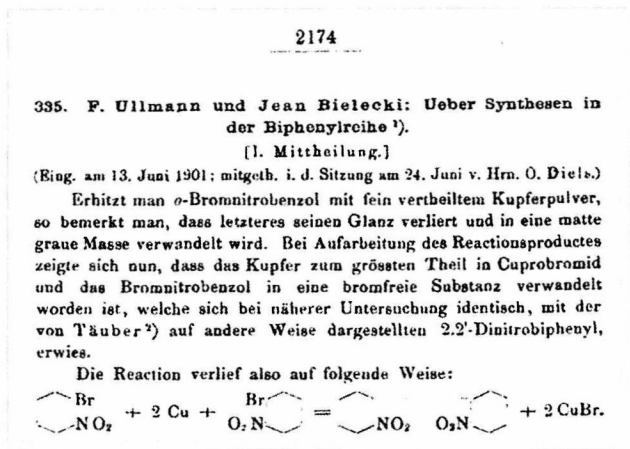 2174
335. F. Ullmann und Jean Bielecki: Ueber Synthesen in
der Biphenylreihe ¹).
[I. Mittheilung.]
(Eing. am 13. Juni 1901; mitgeth. i. d. Sitzung am 24. Juni v. Hrn. O. Diels.)
Erhitzt man o-Bromnitrobenzol mit fein vertheiltem Kupferpulver,
so bemerkt man, dass letzteres seinen Glanz verliert und in eine matte
graue Masse verwandelt wird. Bei Aufarbeitung des Reactionsproductes
zeigte sich nun, dass das Kupfer zum grössten Theil in Cuprobromid
und das Bromnitrobenzol in eine bromfreie Substanz verwandelt
worden ist, welche sich bei näherer Untersuchung identisch, mit der
von Täuber ²) auf andere Weise dargestellten 2.2'-Dinitrobiphenyl,
erwies.
Die Reaction verlief also auf folgende Weise:
Br Br
+ 2 Cu + = + 2 CuBr.
NO₂ O₂N NO₂ O₂N